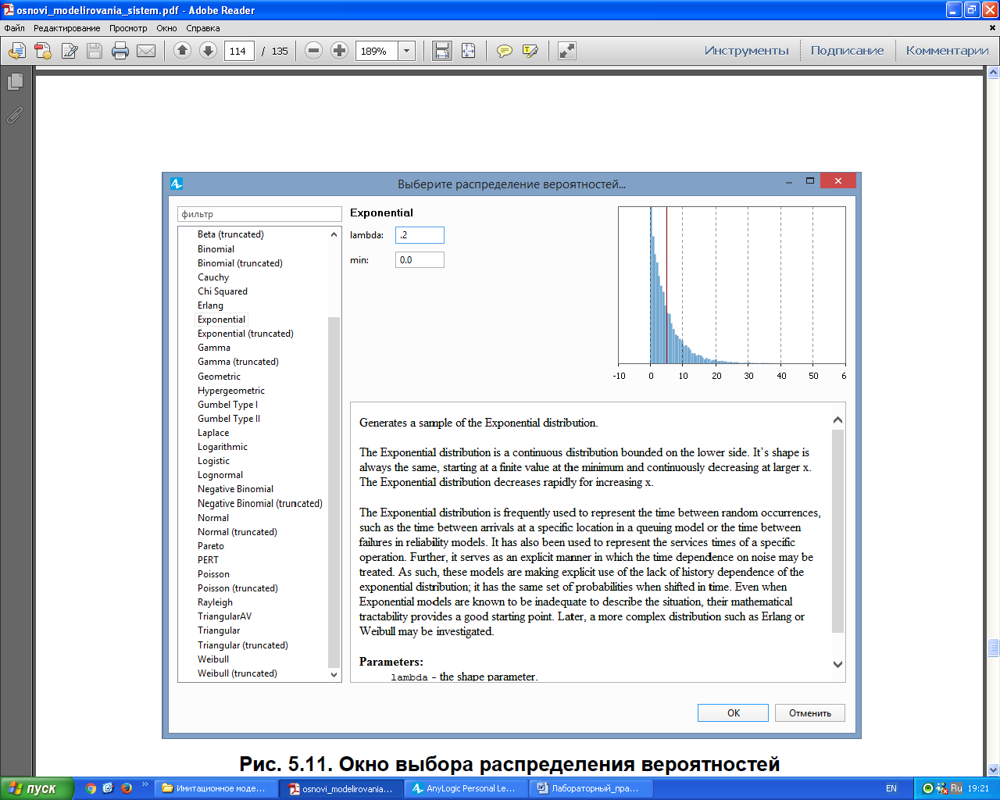 osnovi_modelirovania_sistem.pdf - Adobe Reader
Файл Редактирование Просмотр Окно Справка
114 / 135 189% Инструменты Подписание Комментарии
Выберите распределение вероятностей...
фильтр
Beta (truncated)
Binomial
Binomial (truncated)
Cauchy
Chi Squared
Erlang
Exponential
Exponential (truncated)
Gamma
Gamma (truncated)
Geometric
Hypergeometric
Gumbel Type I
Gumbel Type II
Laplace
Logarithmic
Logistic
Lognormal
Negative Binomial
Negative Binomial (truncated)
Normal
Normal (truncated)
Pareto
PERT
Poisson
Poisson (truncated)
Rayleigh
TriangularAV
Triangular
Triangular (truncated)
Weibull
Weibull (truncated)
Exponential
lambda: .2
min: 0.0
-10 0 10 20 30 40 50 6
Generates a sample of the Exponential distribution.
The Exponential distribution is a continuous distribution bounded on the lower side. It's shape is
always the same, starting at a finite value at the minimum and continuously decreasing at larger x.
The Exponential distribution decreases rapidly for increasing x.
The Exponential distribution is frequently used to represent the time between random occurrences,
such as the time between arrivals at a specific location in a queuing model or the time between
failures in reliability models. It has also been used to represent the services times of a specific
operation. Further, it serves as an explicit manner in which the time dependence on noise may be
treated. As such, these models are making explicit use of the lack of history dependence of the
exponential distribution; it has the same set of probabilities when shifted in time. Even when
Exponential models are known to be inadequate to describe the situation, their mathematical
tractability provides a good starting point. Later, a more complex distribution such as Erlang or
Weibull may be investigated.
Parameters:
lambda - the shape parameter.
OK Отменить
Рис. 5.11. Окно выбора распределения вероятностей
пуск Имитационное моде... osnovi_modelirovania... AnyLogic Personal Le... Лабораторный_пра... EN Ru 19:21